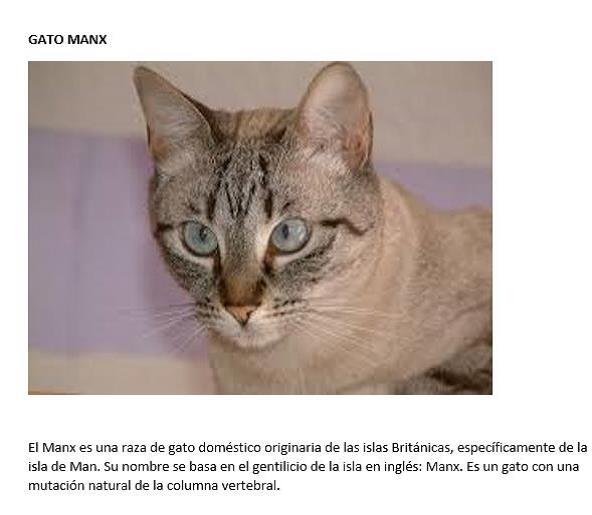 GATO MANX
El Manx es una raza de gato doméstico originaria de las islas Británicas, específicamente de la
isla de Man. Su nombre se basa en el gentilicio de la isla en inglés: Manx. Es un gato con una
mutación natural de la columna vertebral.